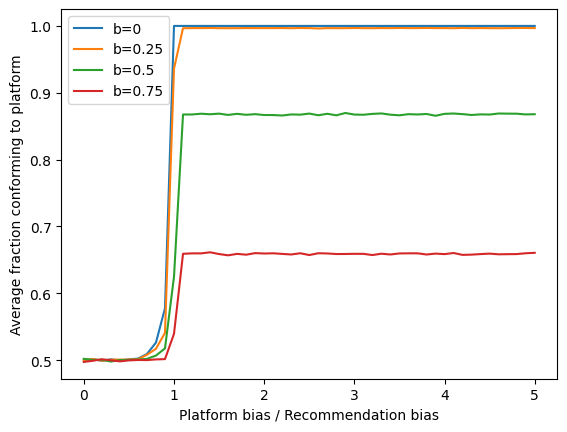 b=0
b=0.25
b=0.5
b=0.75
Average fraction conforming to platform
1.0
0.9
0.8
0.7
0.6
0.5
0
1
2
3
4
5
Platform bias / Recommendation bias